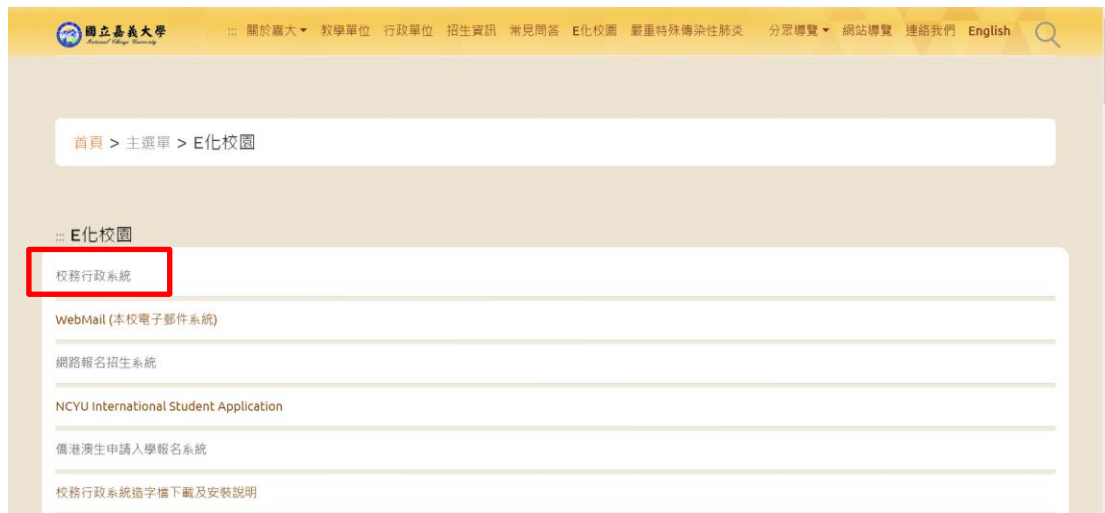 國立嘉義大學
National Chiayi University
::: 關於嘉大 教學單位 行政單位 招生資訊 常見問答 E化校園 嚴重特殊傳染性肺炎 分眾導覽 網站導覽 連絡我們 English
首頁 > 主選單 > E化校園
::: E化校園
校務行政系統
WebMail (本校電子郵件系統)
網路報名招生系統
NCYU International Student Application
僑港澳生申請入學報名系統
校務行政系統造字檔下載及安裝說明